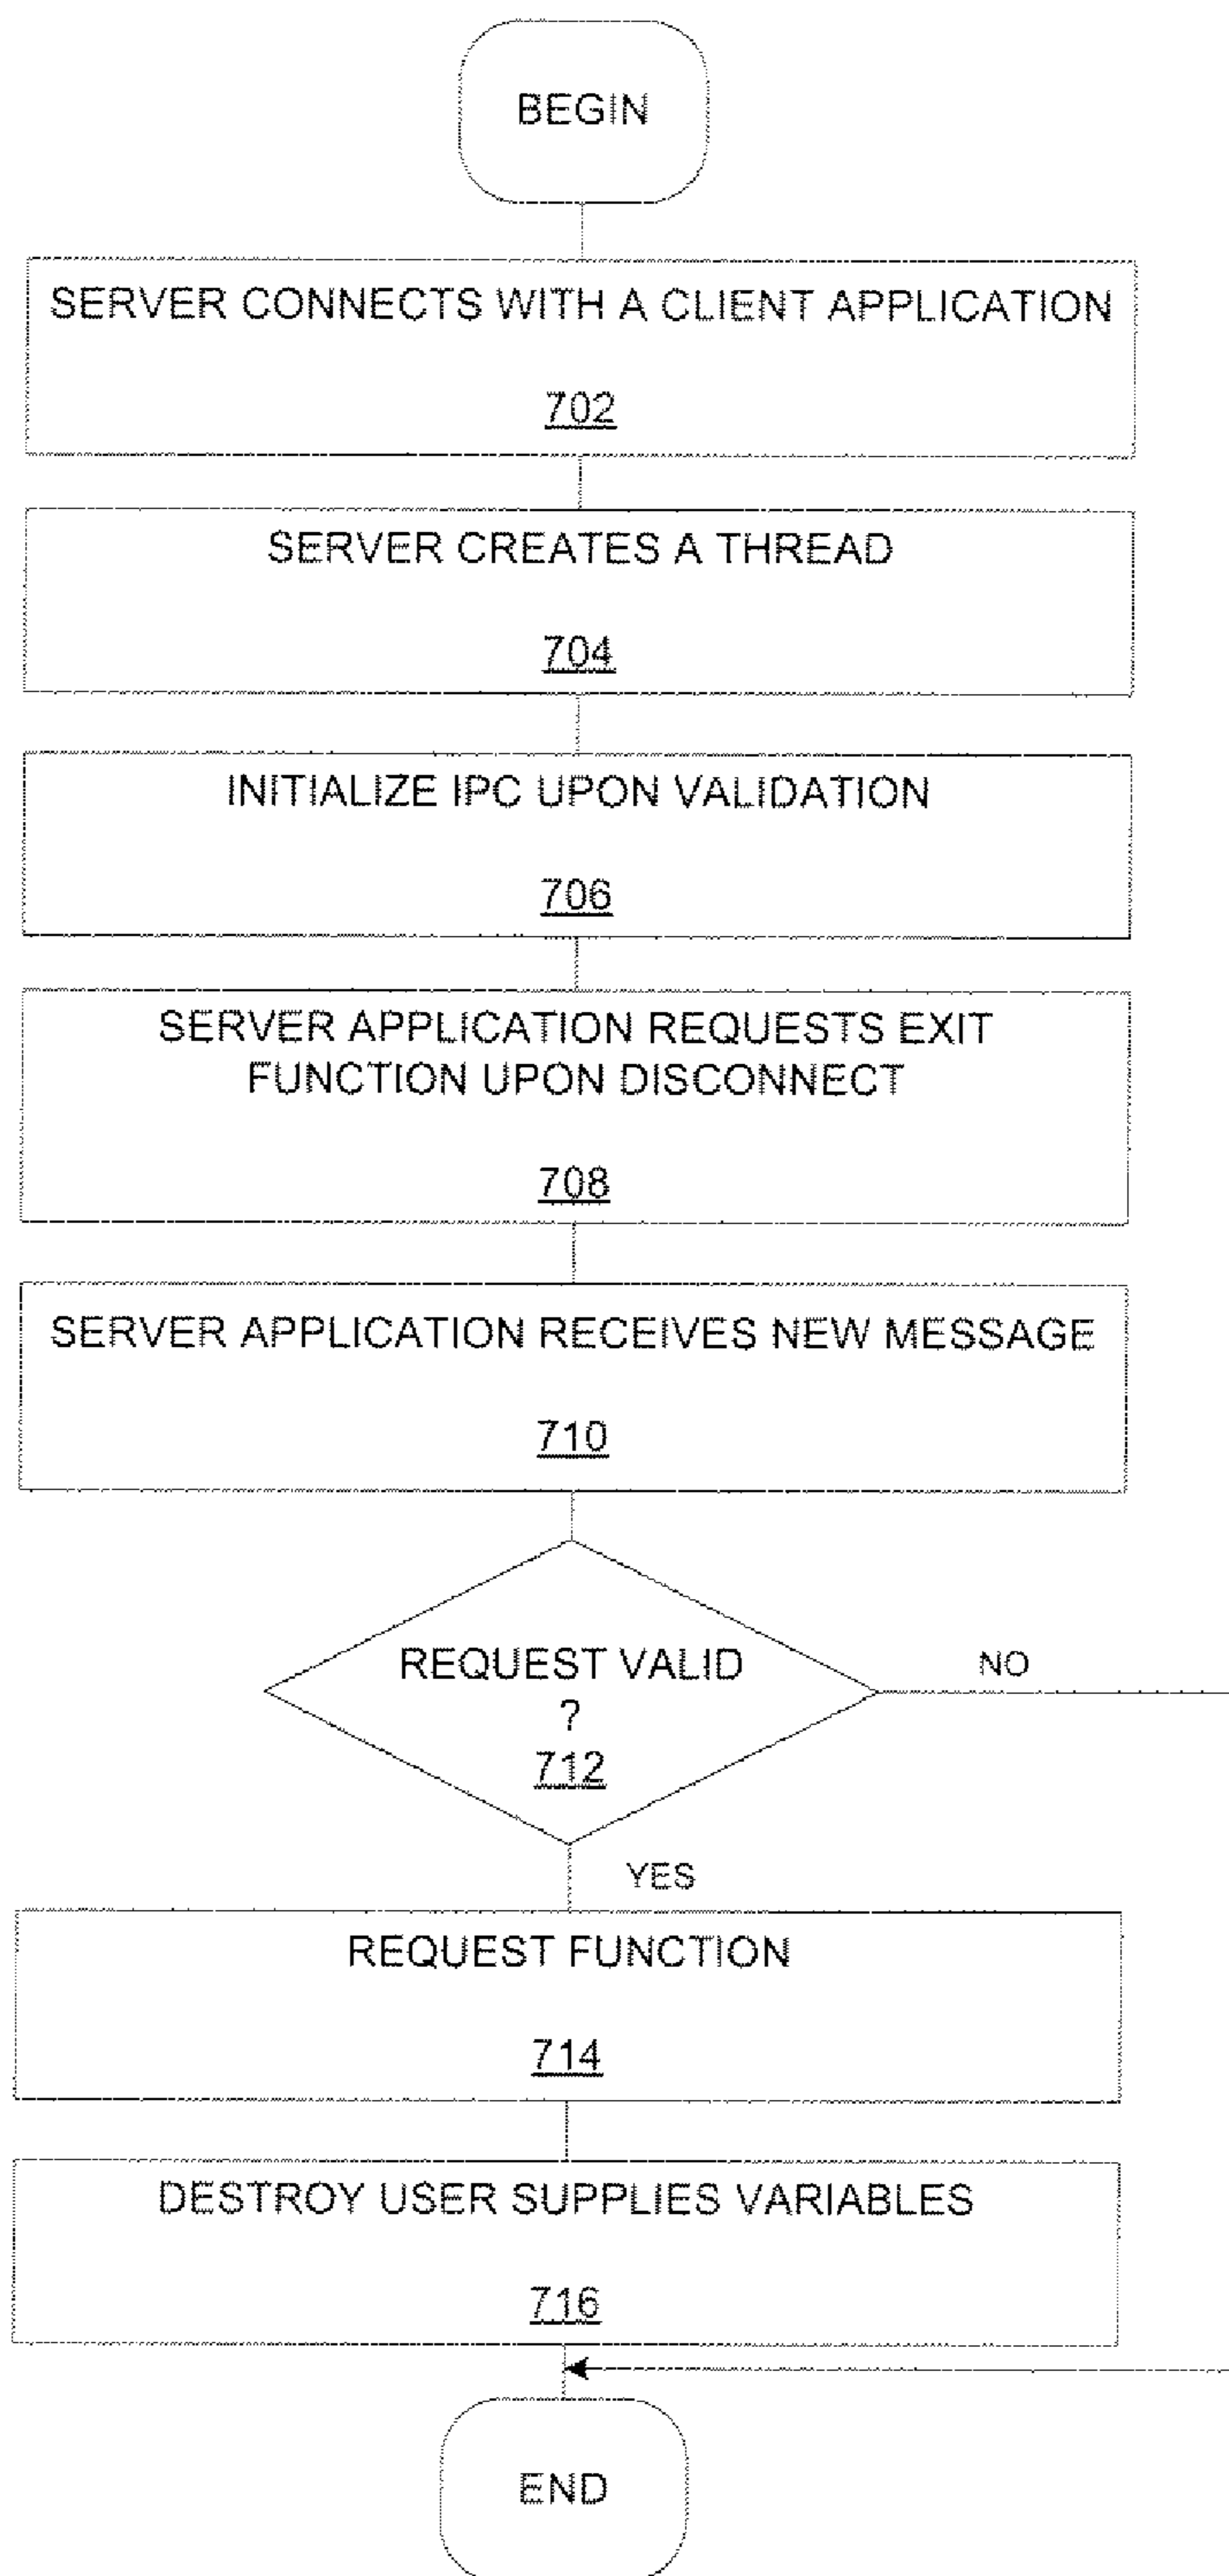 BEGIN
SERVER CONNECTS WITH A CLIENT APPLICATION
702
SERVER CREATES A THREAD
704
INITIALIZE IPC UPON VALIDATION
706
SERVER APPLICATION REQUESTS EXIT
FUNCTION UPON DISCONNECT
708
SERVER APPLICATION RECEIVES NEW MESSAGE
710
REQUEST VALID
?
712
NO
YES
REQUEST FUNCTION
714
DESTROY USER SUPPLIES VARIABLES
716
END